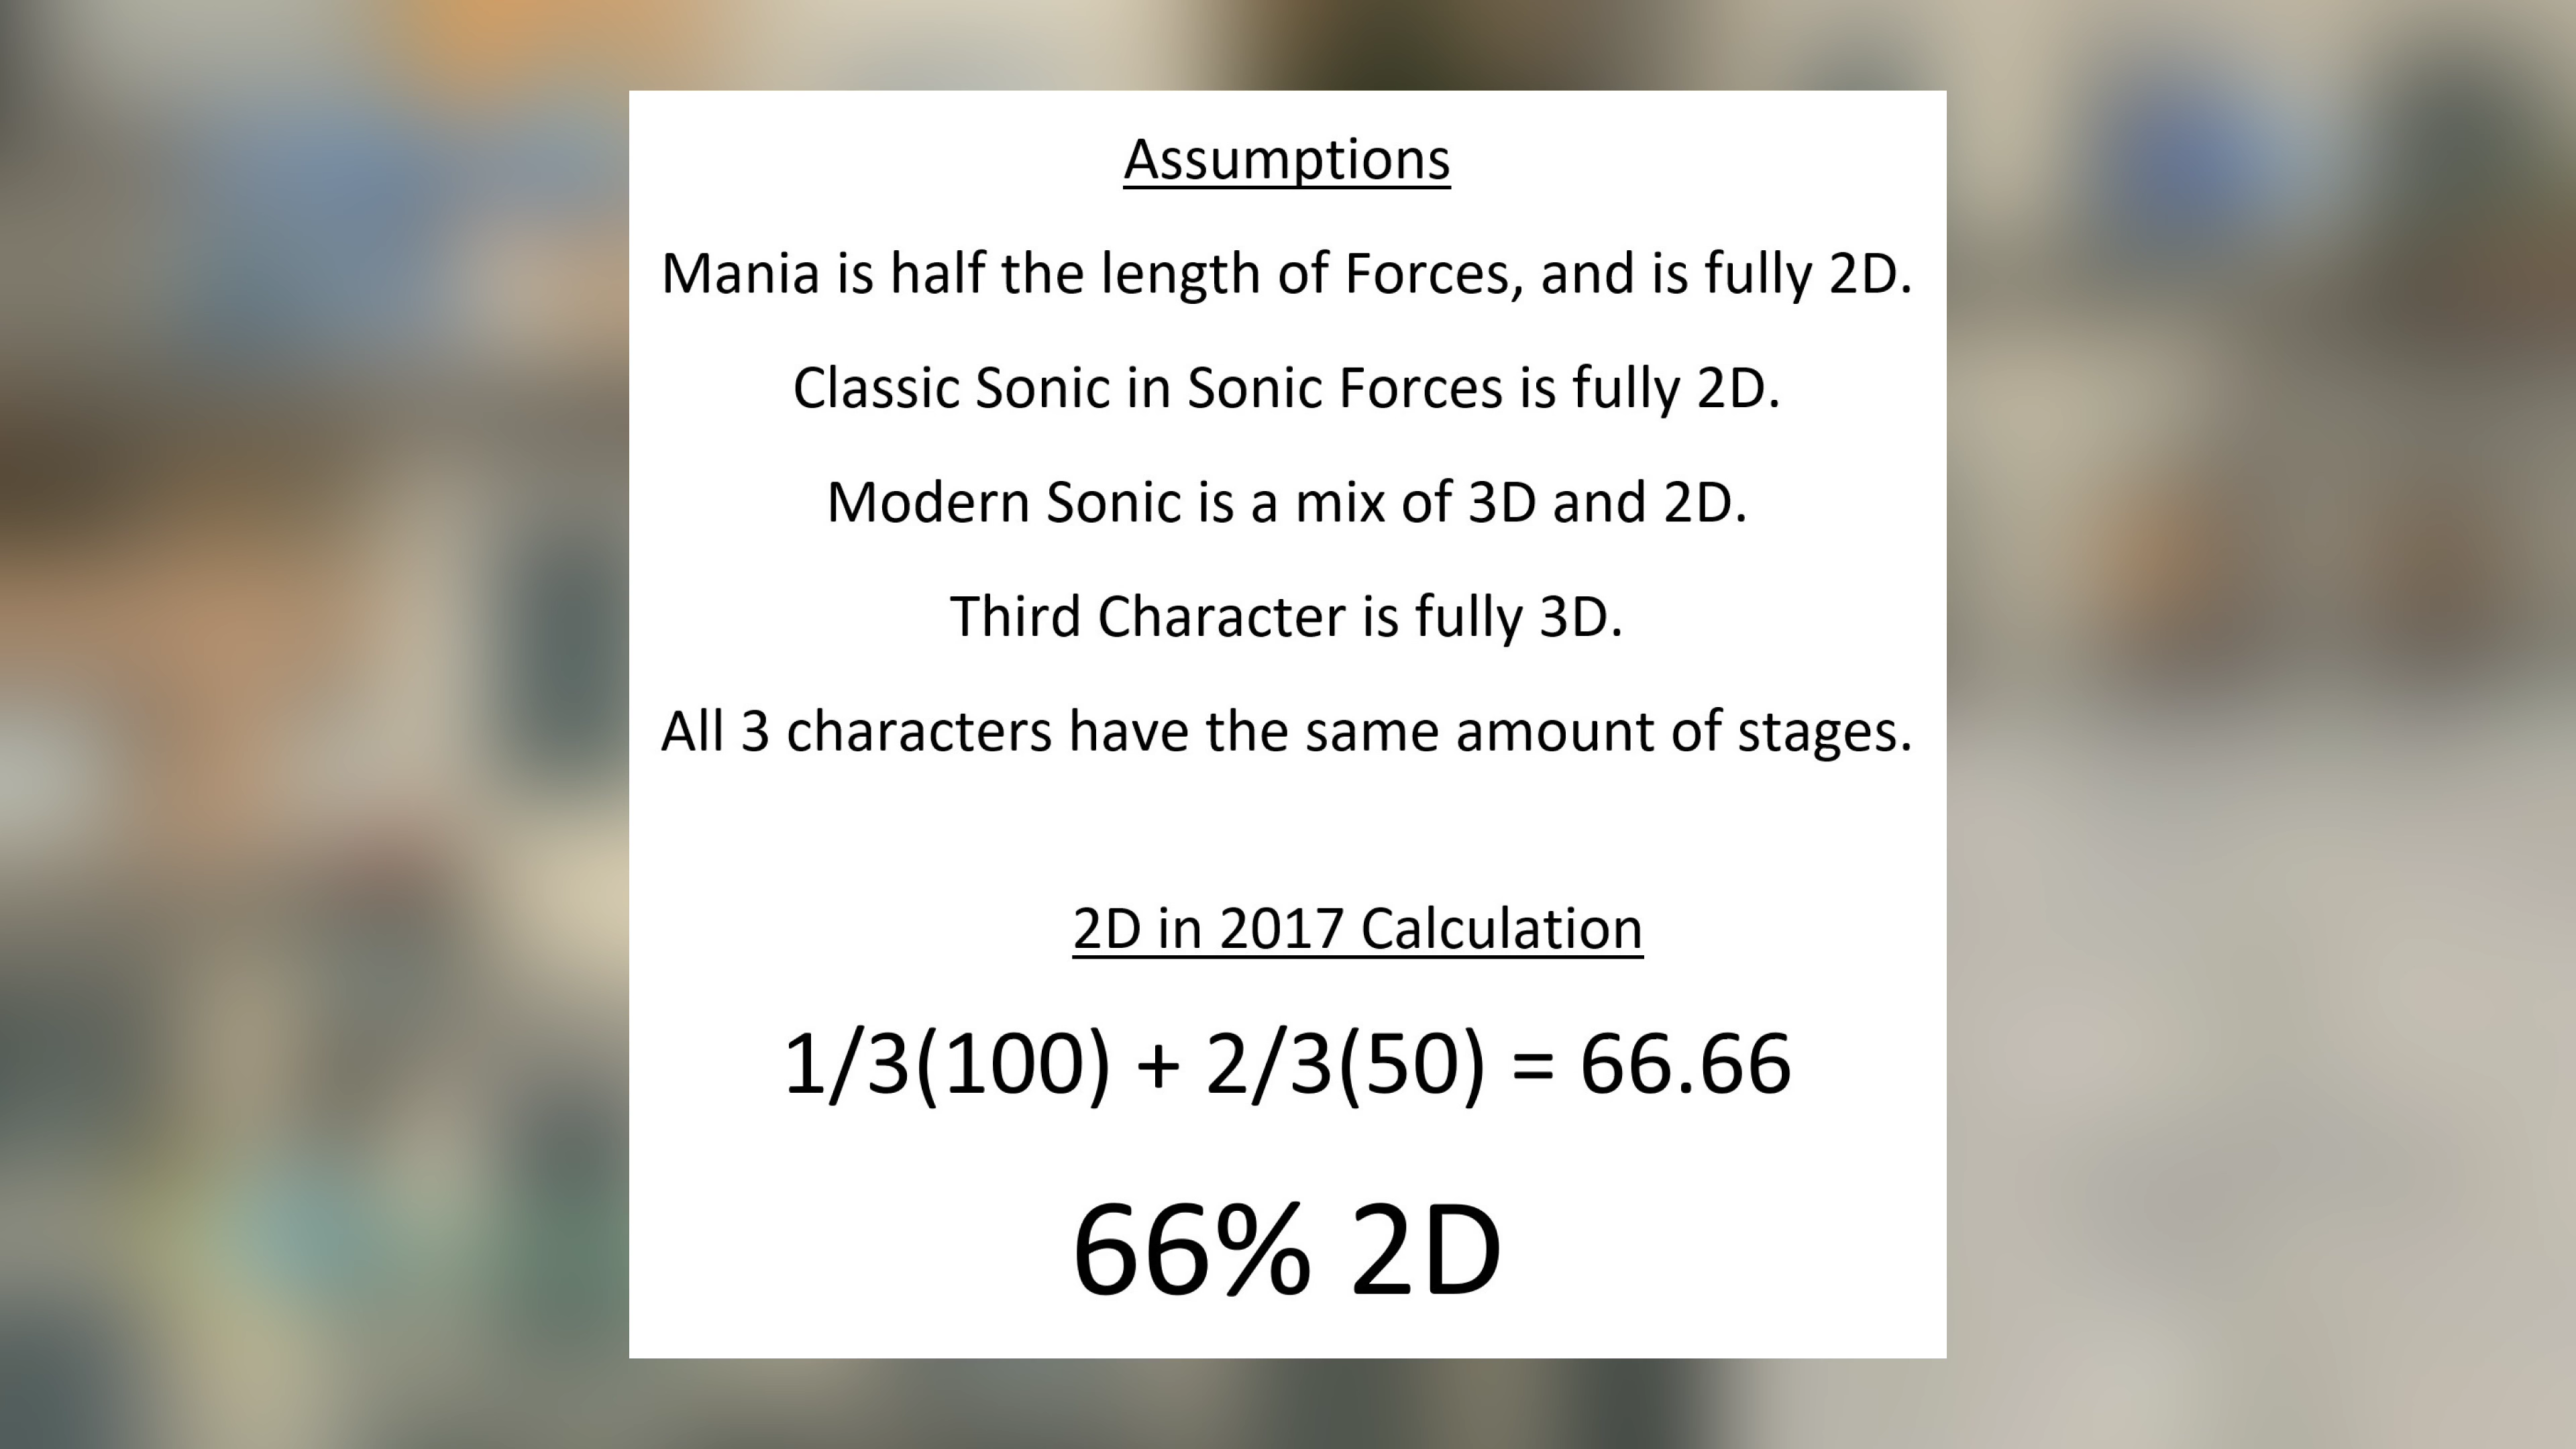 Assumptions
Mania is half the length of Forces, and is fully 2D.
Classic Sonic in Sonic Forces is fully 2D.
Modern Sonic is a mix of 3D and 2D.
Third Character is fully 3D.
All 3 characters have the same amount of stages.
2D in 2017 Calculation
1/3(100) + 2/3(50) = 66.66
66% 2D